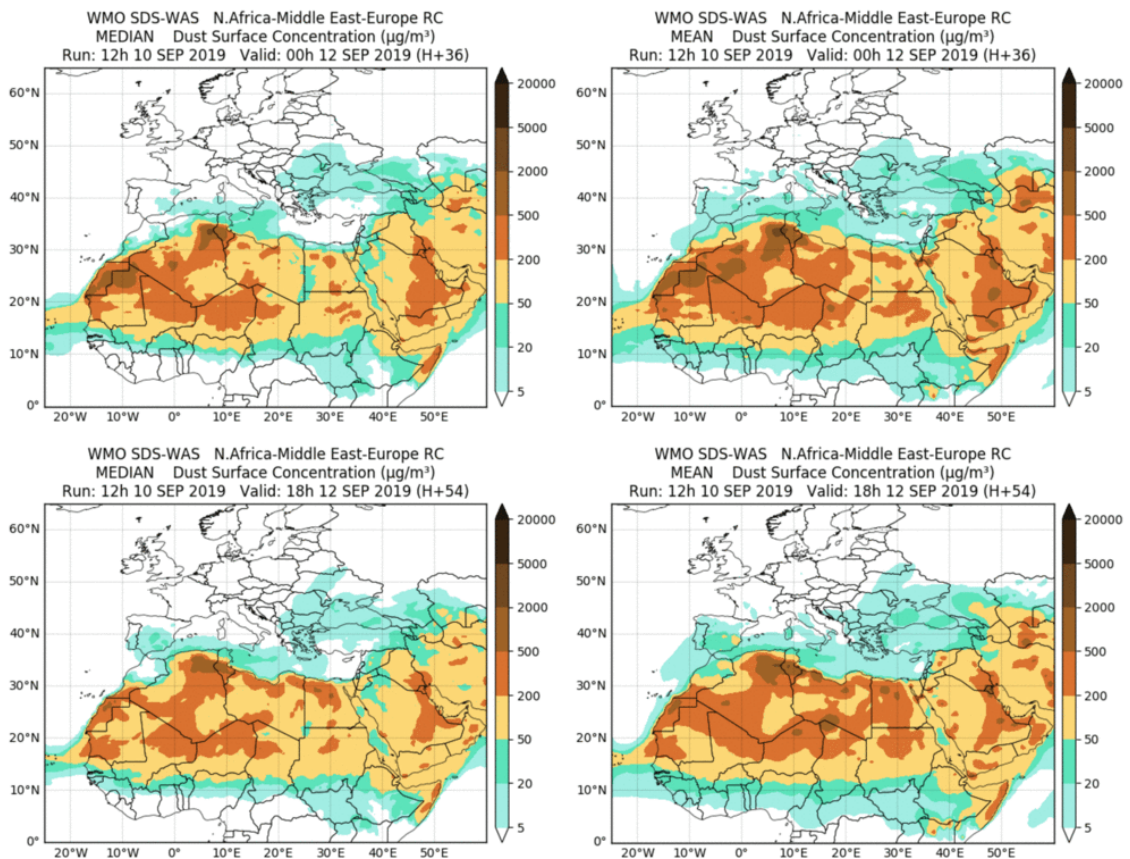 WMO SDS-WAS   N.Africa-Middle East-Europe RC
MEDIAN    Dust Surface Concentration (µg/m³)
Run: 12h 10 SEP 2019   Valid: 00h 12 SEP 2019 (H+36)
60°N
50°N
40°N
30°N
20°N
10°N
0°
20°W 10°W 0° 10°E 20°E 30°E 40°E 50°E
20000
5000
2000
500
200
50
20
5
WMO SDS-WAS   N.Africa-Middle East-Europe RC
MEAN    Dust Surface Concentration (µg/m³)
Run: 12h 10 SEP 2019   Valid: 00h 12 SEP 2019 (H+36)
60°N
50°N
40°N
30°N
20°N
10°N
0°
20°W 10°W 0° 10°E 20°E 30°E 40°E 50°E
20000
5000
2000
500
200
50
20
5
WMO SDS-WAS   N.Africa-Middle East-Europe RC
MEDIAN    Dust Surface Concentration (µg/m³)
Run: 12h 10 SEP 2019   Valid: 18h 12 SEP 2019 (H+54)
60°N
50°N
40°N
30°N
20°N
10°N
0°
20°W 10°W 0° 10°E 20°E 30°E 40°E 50°E
20000
5000
2000
500
200
50
20
5
WMO SDS-WAS   N.Africa-Middle East-Europe RC
MEAN    Dust Surface Concentration (µg/m³)
Run: 12h 10 SEP 2019   Valid: 18h 12 SEP 2019 (H+54)
60°N
50°N
40°N
30°N
20°N
10°N
0°
20°W 10°W 0° 10°E 20°E 30°E 40°E 50°E
20000
5000
2000
500
200
50
20
5